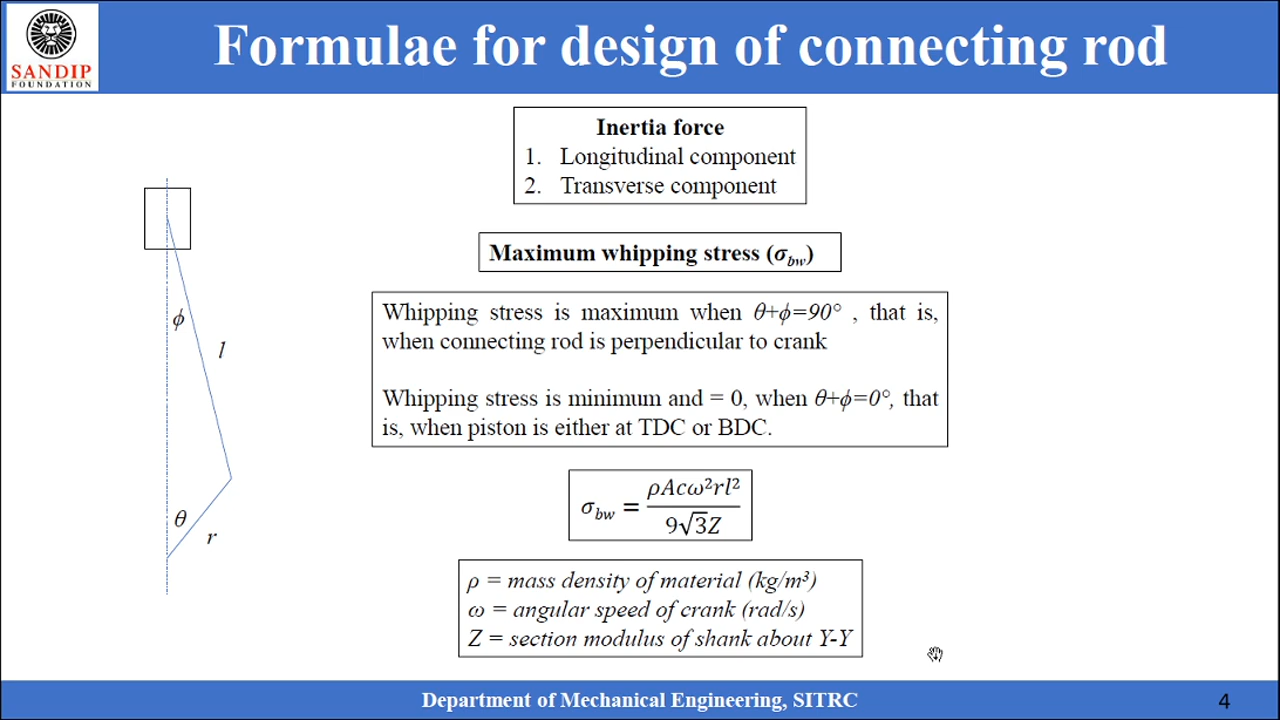 SANDIP
FOUNDATION
Formulae for design of connecting rod
Inertia force
1. Longitudinal component
2. Transverse component
Maximum whipping stress (σbw)
Whipping stress is maximum when θ+ϕ=90° , that is,
when connecting rod is perpendicular to crank
Whipping stress is minimum and = 0, when θ+ϕ=0°, that
is, when piston is either at TDC or BDC.
ϕ
l
θ
r
σbw = ρAcω²rl² / 9√3Z
ρ = mass density of material (kg/m³)
ω = angular speed of crank (rad/s)
Z = section modulus of shank about Y-Y
Department of Mechanical Engineering, SITRC
4